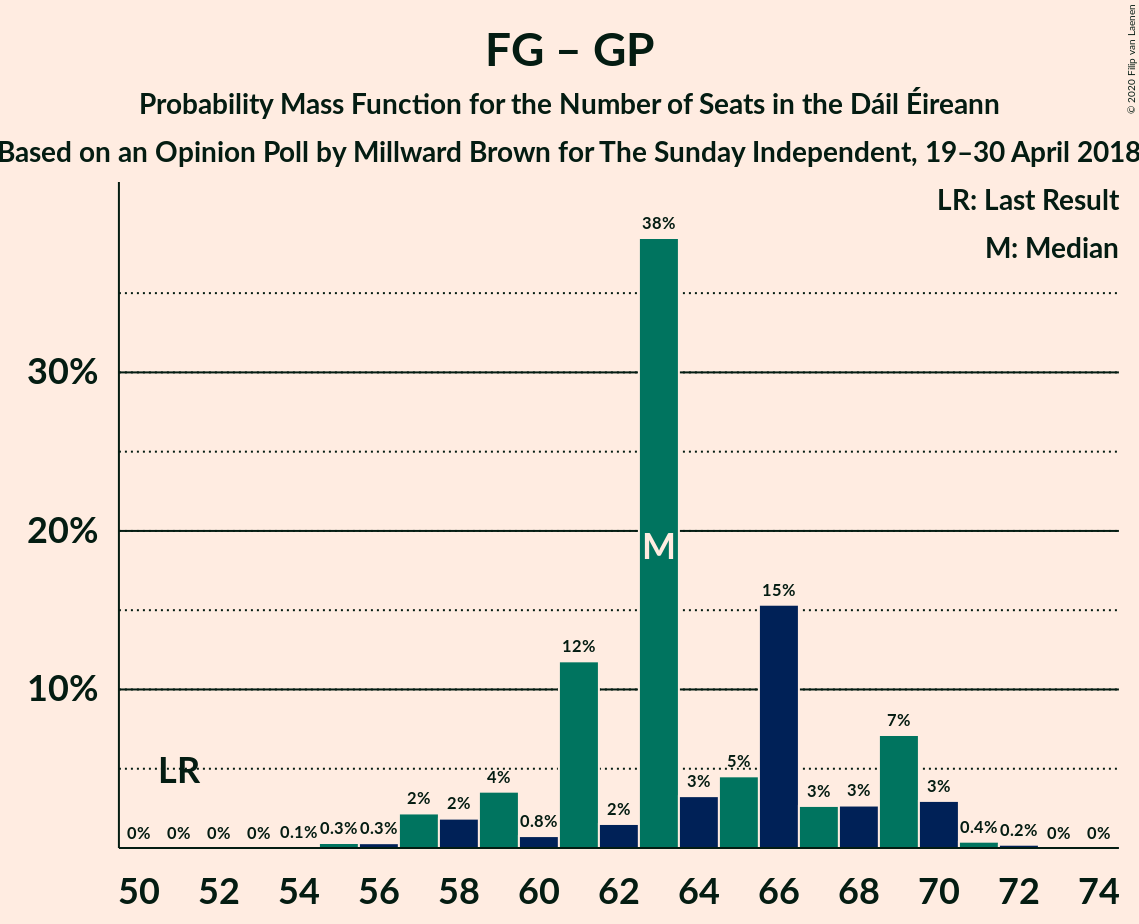 FG – GP
Probability Mass Function for the Number of Seats in the Dáil Éireann
Based on an Opinion Poll by Millward Brown for The Sunday Independent, 19–30 April 2018
© 2020 Filip van Laenen
LR: Last Result
M: Median
38%
30%
20%
M
15%
12%
10%
7%
LR
5%
4%
3%
3%
3%
3%
2%
2%
2%
0.8%
0% 0% 0% 0% 0.1% 0.3% 0.3% 0.4% 0.2% 0% 0%
50 52 54 56 58 60 62 64 66 68 70 72 74